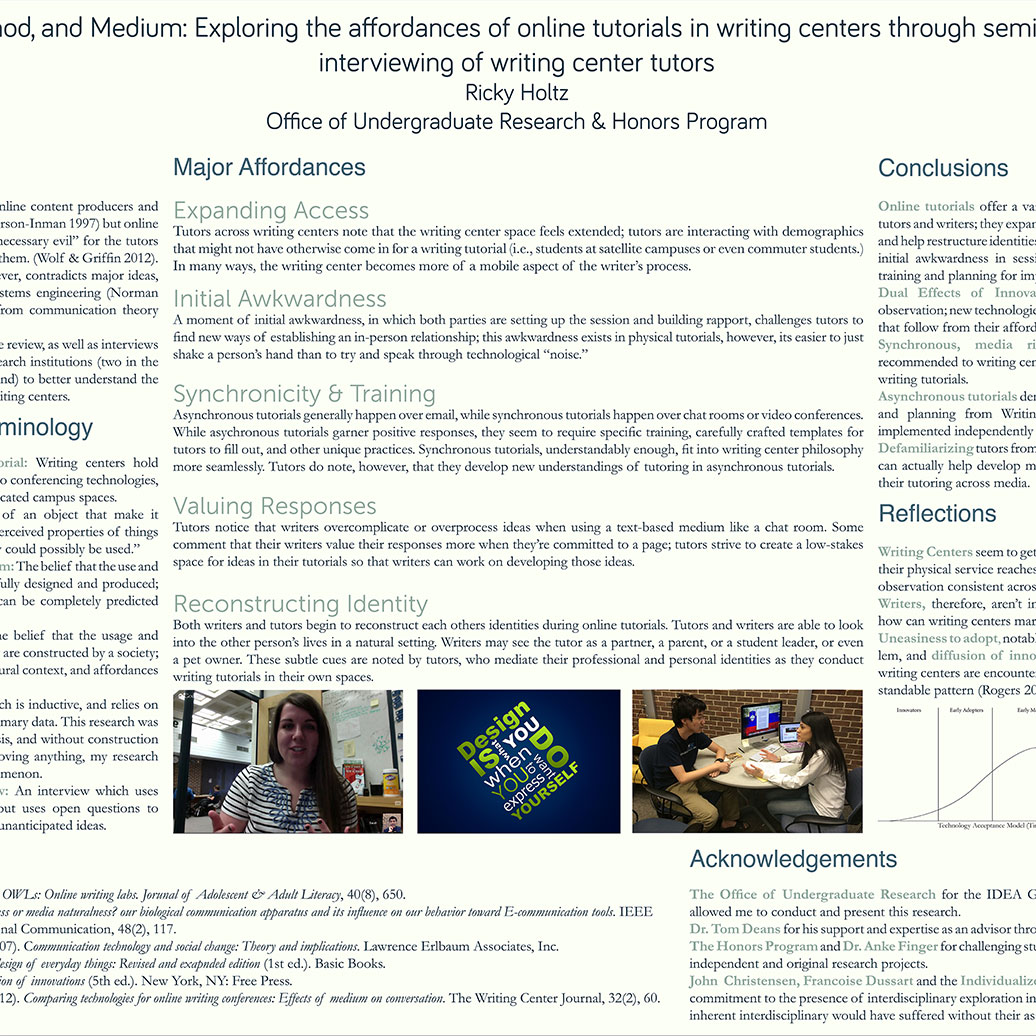 nod, and Medium: Exploring the affordances of online tutorials in writing centers through semi
interviewing of writing center tutors
Ricky Holtz
Office of Undergraduate Research & Honors Program
nline content producers and
rson-Inman 1997) but online
necessary evil” for the tutors
them. (Wolf & Griffin 2012).
ever, contradicts major ideas,
stems engineering (Norman
rom communication theory
e review, as well as interviews
earch institutions (two in the
nd) to better understand the
iting centers.
minology
orial: Writing centers hold
o conferencing technologies,
cated campus spaces.
of an object that make it
erceived properties of things
could possibly be used.”
m: The belief that the use and
fully designed and produced;
can be completely predicted
he belief that the usage and
are constructed by a society;
ural context, and affordances
ch is inductive, and relies on
mary data. This research was
sis, and without construction
oving anything, my research
menon.
w: An interview which uses
out uses open questions to
unanticipated ideas.
Major Affordances
Expanding Access
Tutors across writing centers note that the writing center space feels extended; tutors are interacting with demographics
that might not have otherwise come in for a writing tutorial (i.e., students at satellite campuses or even commuter students.)
In many ways, the writing center becomes more of a mobile aspect of the writer’s process.
Initial Awkwardness
A moment of initial awkwardness, in which both parties are setting up the session and building rapport, challenges tutors to
find new ways of establishing an in-person relationship; this awkwardness exists in physical tutorials, however, its easier to just
shake a person’s hand than to try and speak through technological “noise.”
Synchronicity & Training
Asynchronous tutorials generally happen over email, while synchronous tutorials happen over chat rooms or video conferences.
While asychronous tutorials garner positive responses, they seem to require specific training, carefully crafted templates for
tutors to fill out, and other unique practices. Synchronous tutorials, understandably enough, fit into writing center philosophy
more seamlessly. Tutors do note, however, that they develop new understandings of tutoring in asynchronous tutorials.
Valuing Responses
Tutors notice that writers overcomplicate or overprocess ideas when using a text-based medium like a chat room. Some
comment that their writers value their responses more when they’re committed to a page; tutors strive to create a low-stakes
space for ideas in their tutorials so that writers can work on developing those ideas.
Reconstructing Identity
Both writers and tutors begin to reconstruct each others identities during online tutorials. Tutors and writers are able to look
into the other person’s lives in a natural setting. Writers may see the tutor as a partner, a parent, or a student leader, or even
a pet owner. These subtle cues are noted by tutors, who mediate their professional and personal identities as they conduct
writing tutorials in their own spaces.
Design
IS what YOU DO
when
YOU want to
express
YOURSELF
Conclusions
Online tutorials offer a va
tutors and writers; they expan
and help restructure identities
initial awkwardness in sessi
training and planning for im
Dual Effects of Innova
observation; new technologie
that follow from their afford
Synchronous, media ri
recommended to writing cen
writing tutorials.
Asynchronous tutorials den
and planning from Writin
implemented independently
Defamiliarizing tutors from
can actually help develop m
their tutoring across media.
Reflections
Writing Centers seem to get
their physical service reaches
observation consistent across
Writers, therefore, aren’t in
how can writing centers mar
Uneasiness to adopt, notabl
lem, and diffusion of inno
writing centers are encounte
standable pattern (Rogers 20
Innovators Early Adopters Early M
Technology Acceptance Model (Ti
OWLs: Online writing labs. Jorunal of Adolescent & Adult Literacy, 40(8), 650.
ss or media naturalness? our biological communication apparatus and its influence on our behavior toward E-communication tools. IEEE
nal Communication, 48(2), 117.
07). Communication technology and social change: Theory and implications. Lawrence Erlbaum Associates, Inc.
design of everyday things: Revised and exapnded edition (1st ed.). Basic Books.
ion of innovations (5th ed.). New York, NY: Free Press.
12). Comparing technologies for online writing conferences: Effects of medium on conversation. The Writing Center Journal, 32(2), 60.
Acknowledgements
The Office of Undergraduate Research for the IDEA G
allowed me to conduct and present this research.
Dr. Tom Deans for his support and expertise as an advisor thro
The Honors Program and Dr. Anke Finger for challenging stu
independent and original research projects.
John Christensen, Francoise Dussart and the Individualize
commitment to the presence of interdisciplinary exploration in
inherent interdisciplinary would have suffered without their as